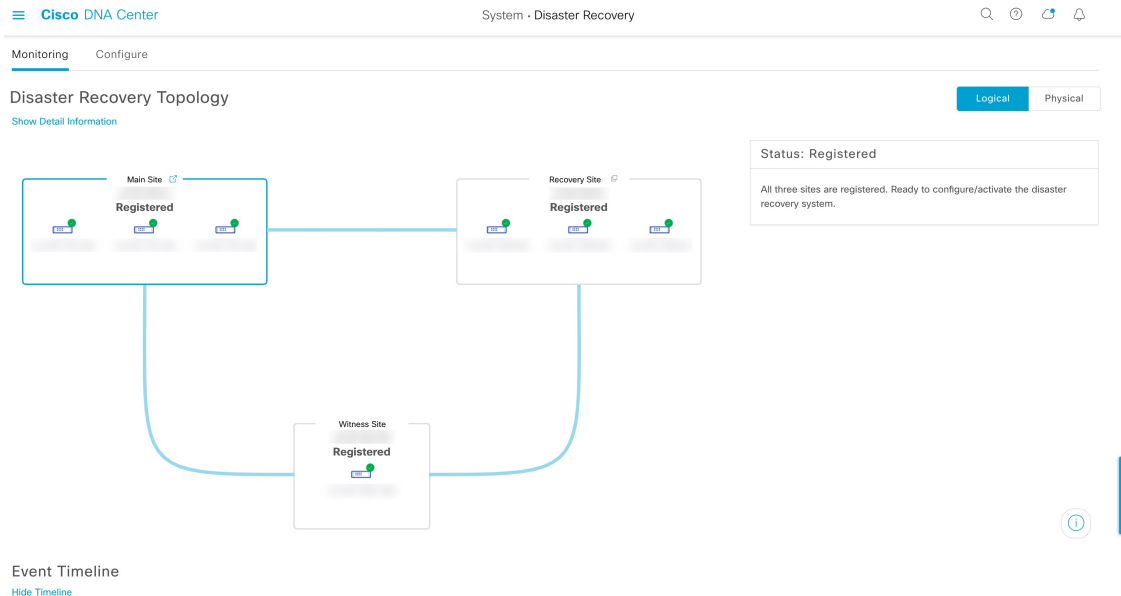 Cisco DNA Center
System · Disaster Recovery
Monitoring Configure
Disaster Recovery Topology
Logical Physical
Show Detail Information
Status: Registered
All three sites are registered. Ready to configure/activate the disaster
recovery system.
Main Site
Registered
Recovery Site
Registered
Witness Site
Registered
Event Timeline
Hide Timeline